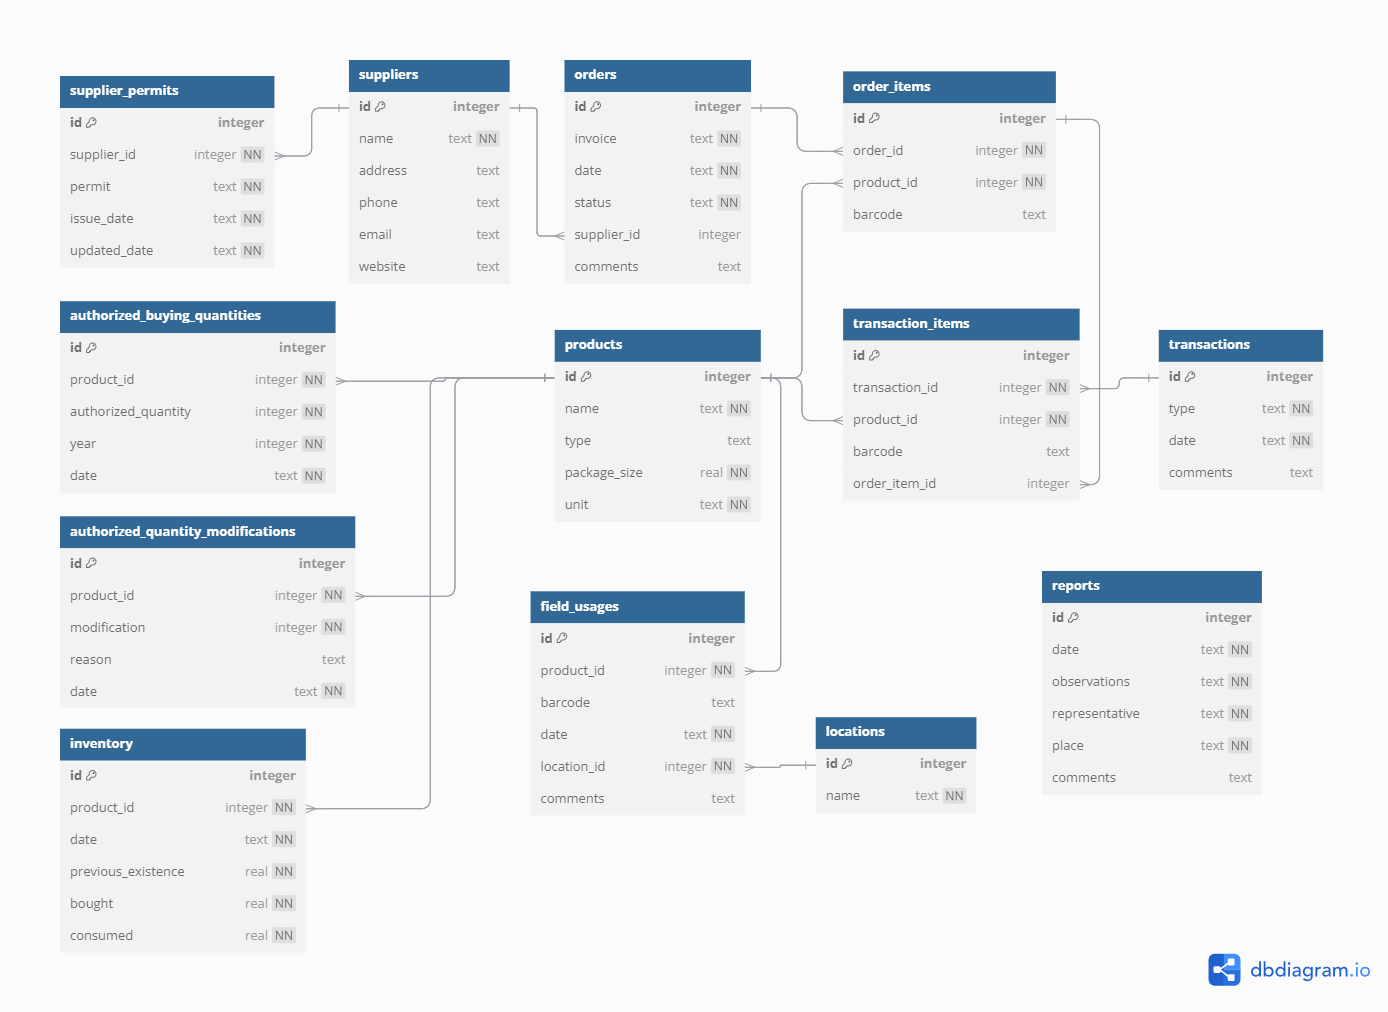 supplier_permits
id integer
supplier_id integer NN
permit text NN
issue_date text NN
updated_date text NN
suppliers
id integer
name text NN
address text
phone text
email text
website text
orders
id integer
invoice text NN
date text NN
status text NN
supplier_id integer
comments text
order_items
id integer
order_id integer NN
product_id integer NN
barcode text
authorized_buying_quantities
id integer
product_id integer NN
authorized_quantity integer NN
year integer NN
date text NN
products
id integer
name text NN
type text
package_size real NN
unit text NN
transaction_items
id integer
transaction_id integer NN
product_id integer NN
barcode text
order_item_id integer
transactions
id integer
type text NN
date text NN
comments text
authorized_quantity_modifications
id integer
product_id integer NN
modification integer NN
reason text
date text NN
field_usages
id integer
product_id integer NN
barcode text
date text NN
location_id integer NN
comments text
reports
id integer
date text NN
observations text NN
representative text NN
place text NN
comments text
inventory
id integer
product_id integer NN
date text NN
previous_existence real NN
bought real NN
consumed real NN
locations
id integer
name text NN
dbdiagram.io